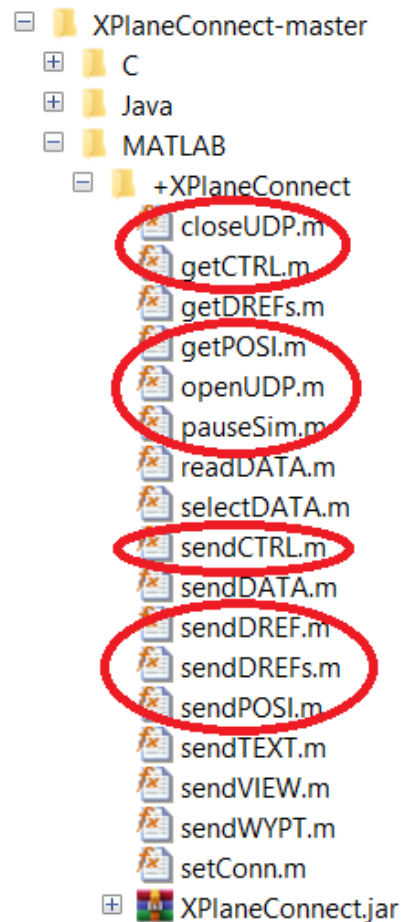 XPlaneConnect-master
C
Java
MATLAB
+XPlaneConnect
closeUDP.m
getCTRL.m
getDREFs.m
getPOSI.m
openUDP.m
pauseSim.m
readDATA.m
selectDATA.m
sendCTRL.m
sendDATA.m
sendDREF.m
sendDREFs.m
sendPOSI.m
sendTEXT.m
sendVIEW.m
sendWYPT.m
setConn.m
XPlaneConnect.jar